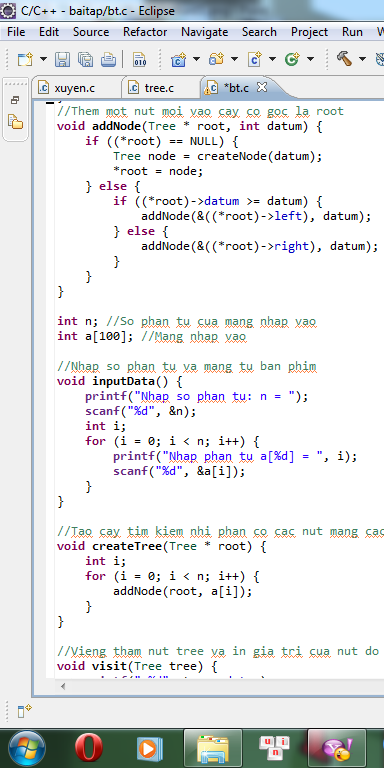 C/C++ - baitap/bt.c - Eclipse
File Edit Source Refactor Navigate Search Project Run W
xuyen.c tree.c *bt.c
//Them mot nut moi vao cay co goc la root
void addNode(Tree * root, int datum) {
if ((*root) == NULL) {
Tree node = createNode(datum);
*root = node;
} else {
if ((*root)->datum >= datum) {
addNode(&((*root)->left), datum);
} else {
addNode(&((*root)->right), datum);
}
}
}
int n; //So phan tu cua mang nhap vao
int a[100]; //Mang nhap vao
//Nhap so phan tu va mang tu ban phim
void inputData() {
printf("Nhap so phan tu: n = ");
scanf("%d", &n);
int i;
for (i = 0; i < n; i++) {
printf("Nhap phan tu a[%d] = ", i);
scanf("%d", &a[i]);
}
}
//Tao cay tim kiem nhi phan co cac nut mang cac
void createTree(Tree * root) {
int i;
for (i = 0; i < n; i++) {
addNode(root, a[i]);
}
}
//Vieng tham nut tree va in gia tri cua nut do
void visit(Tree tree) {